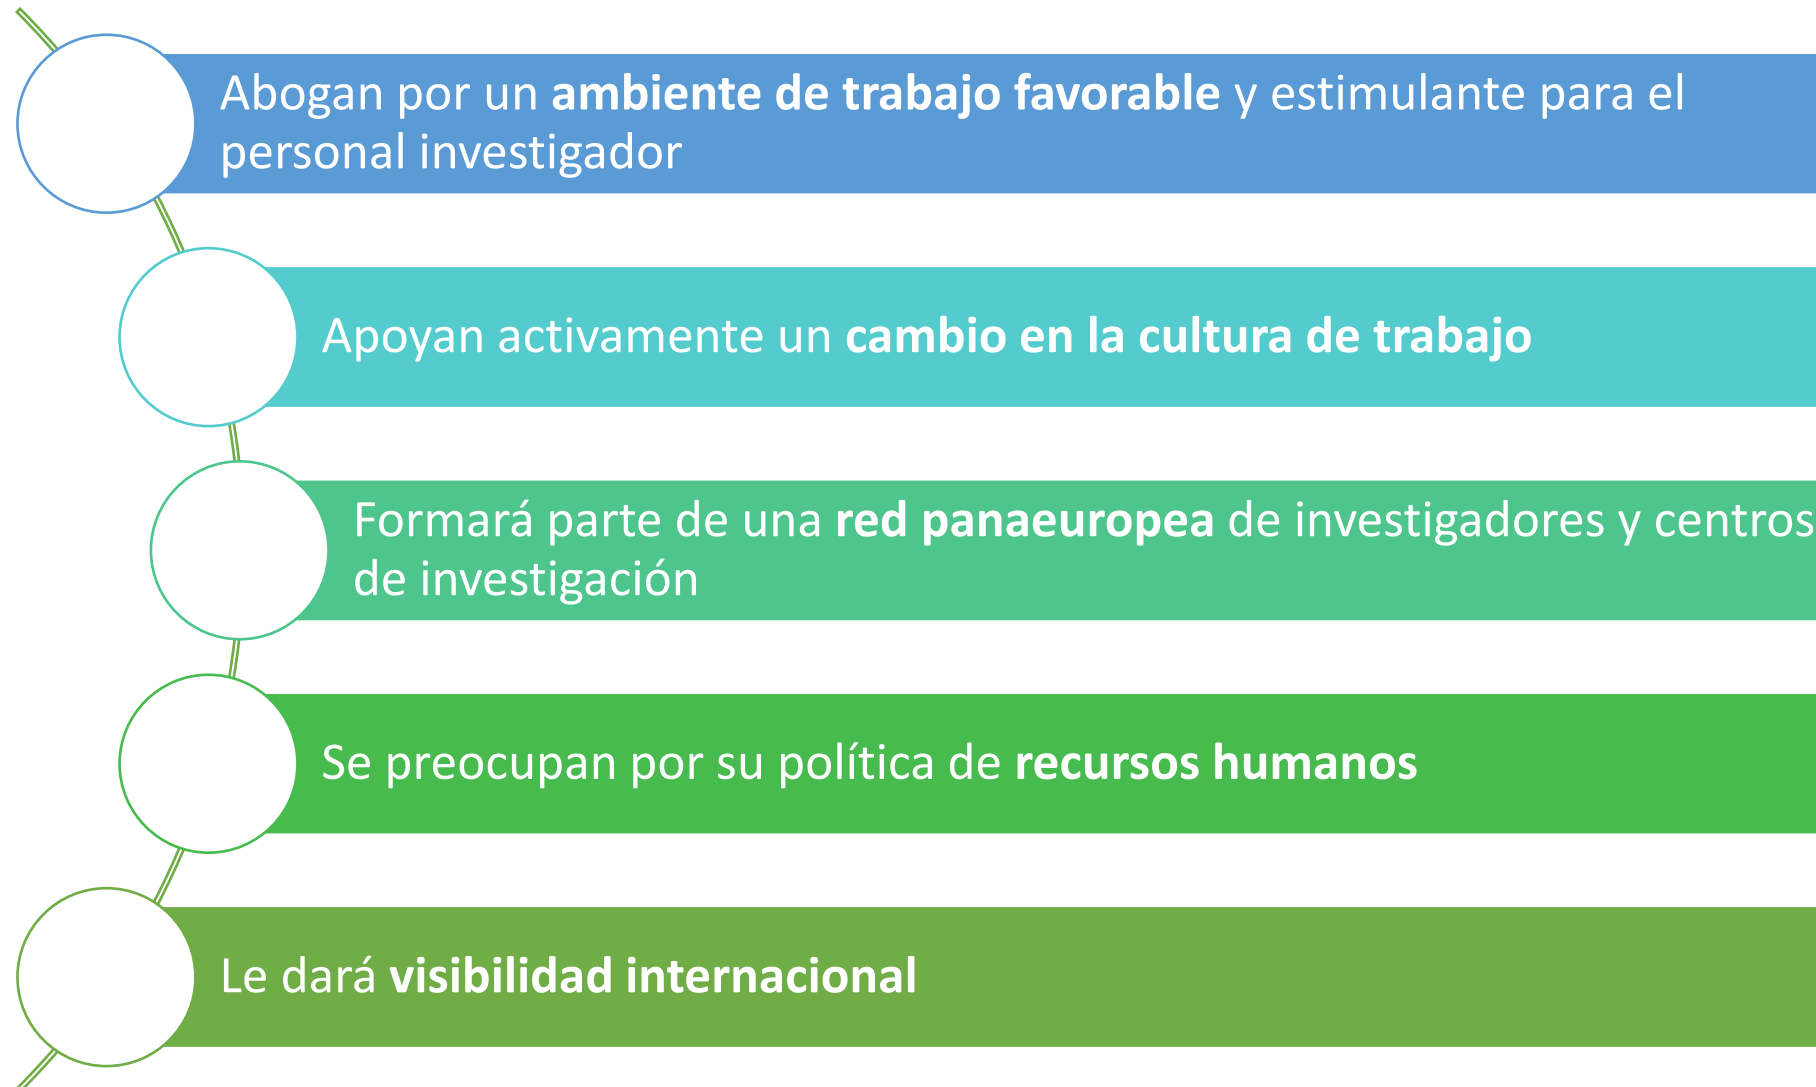 Abogan por un ambiente de trabajo favorable y estimulante para el
personal investigador
Apoyan activamente un cambio en la cultura de trabajo
Formará parte de una red panaeuropea de investigadores y centros
de investigación
Se preocupan por su política de recursos humanos
Le dará visibilidad internacional